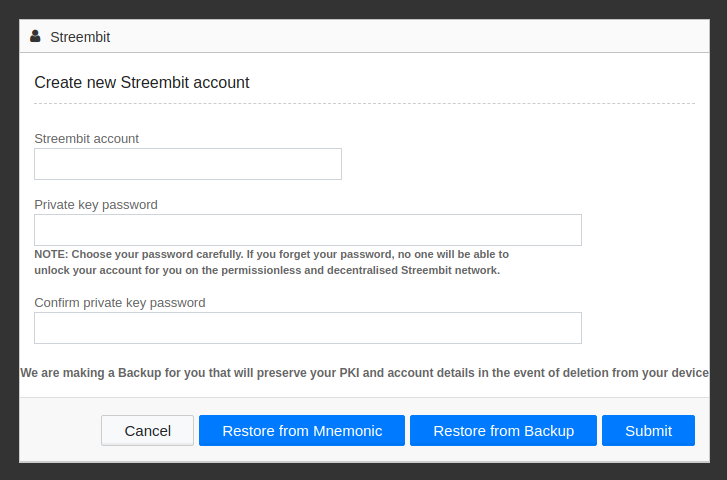 Streembit
Create new Streembit account
Streembit account
Private key password
NOTE: Choose your password carefully. If you forget your password, no one will be able to
unlock your account for you on the permissionless and decentralised Streembit network.
Confirm private key password
We are making a Backup for you that will preserve your PKI and account details in the event of deletion from your device
Cancel Restore from Mnemonic Restore from Backup Submit